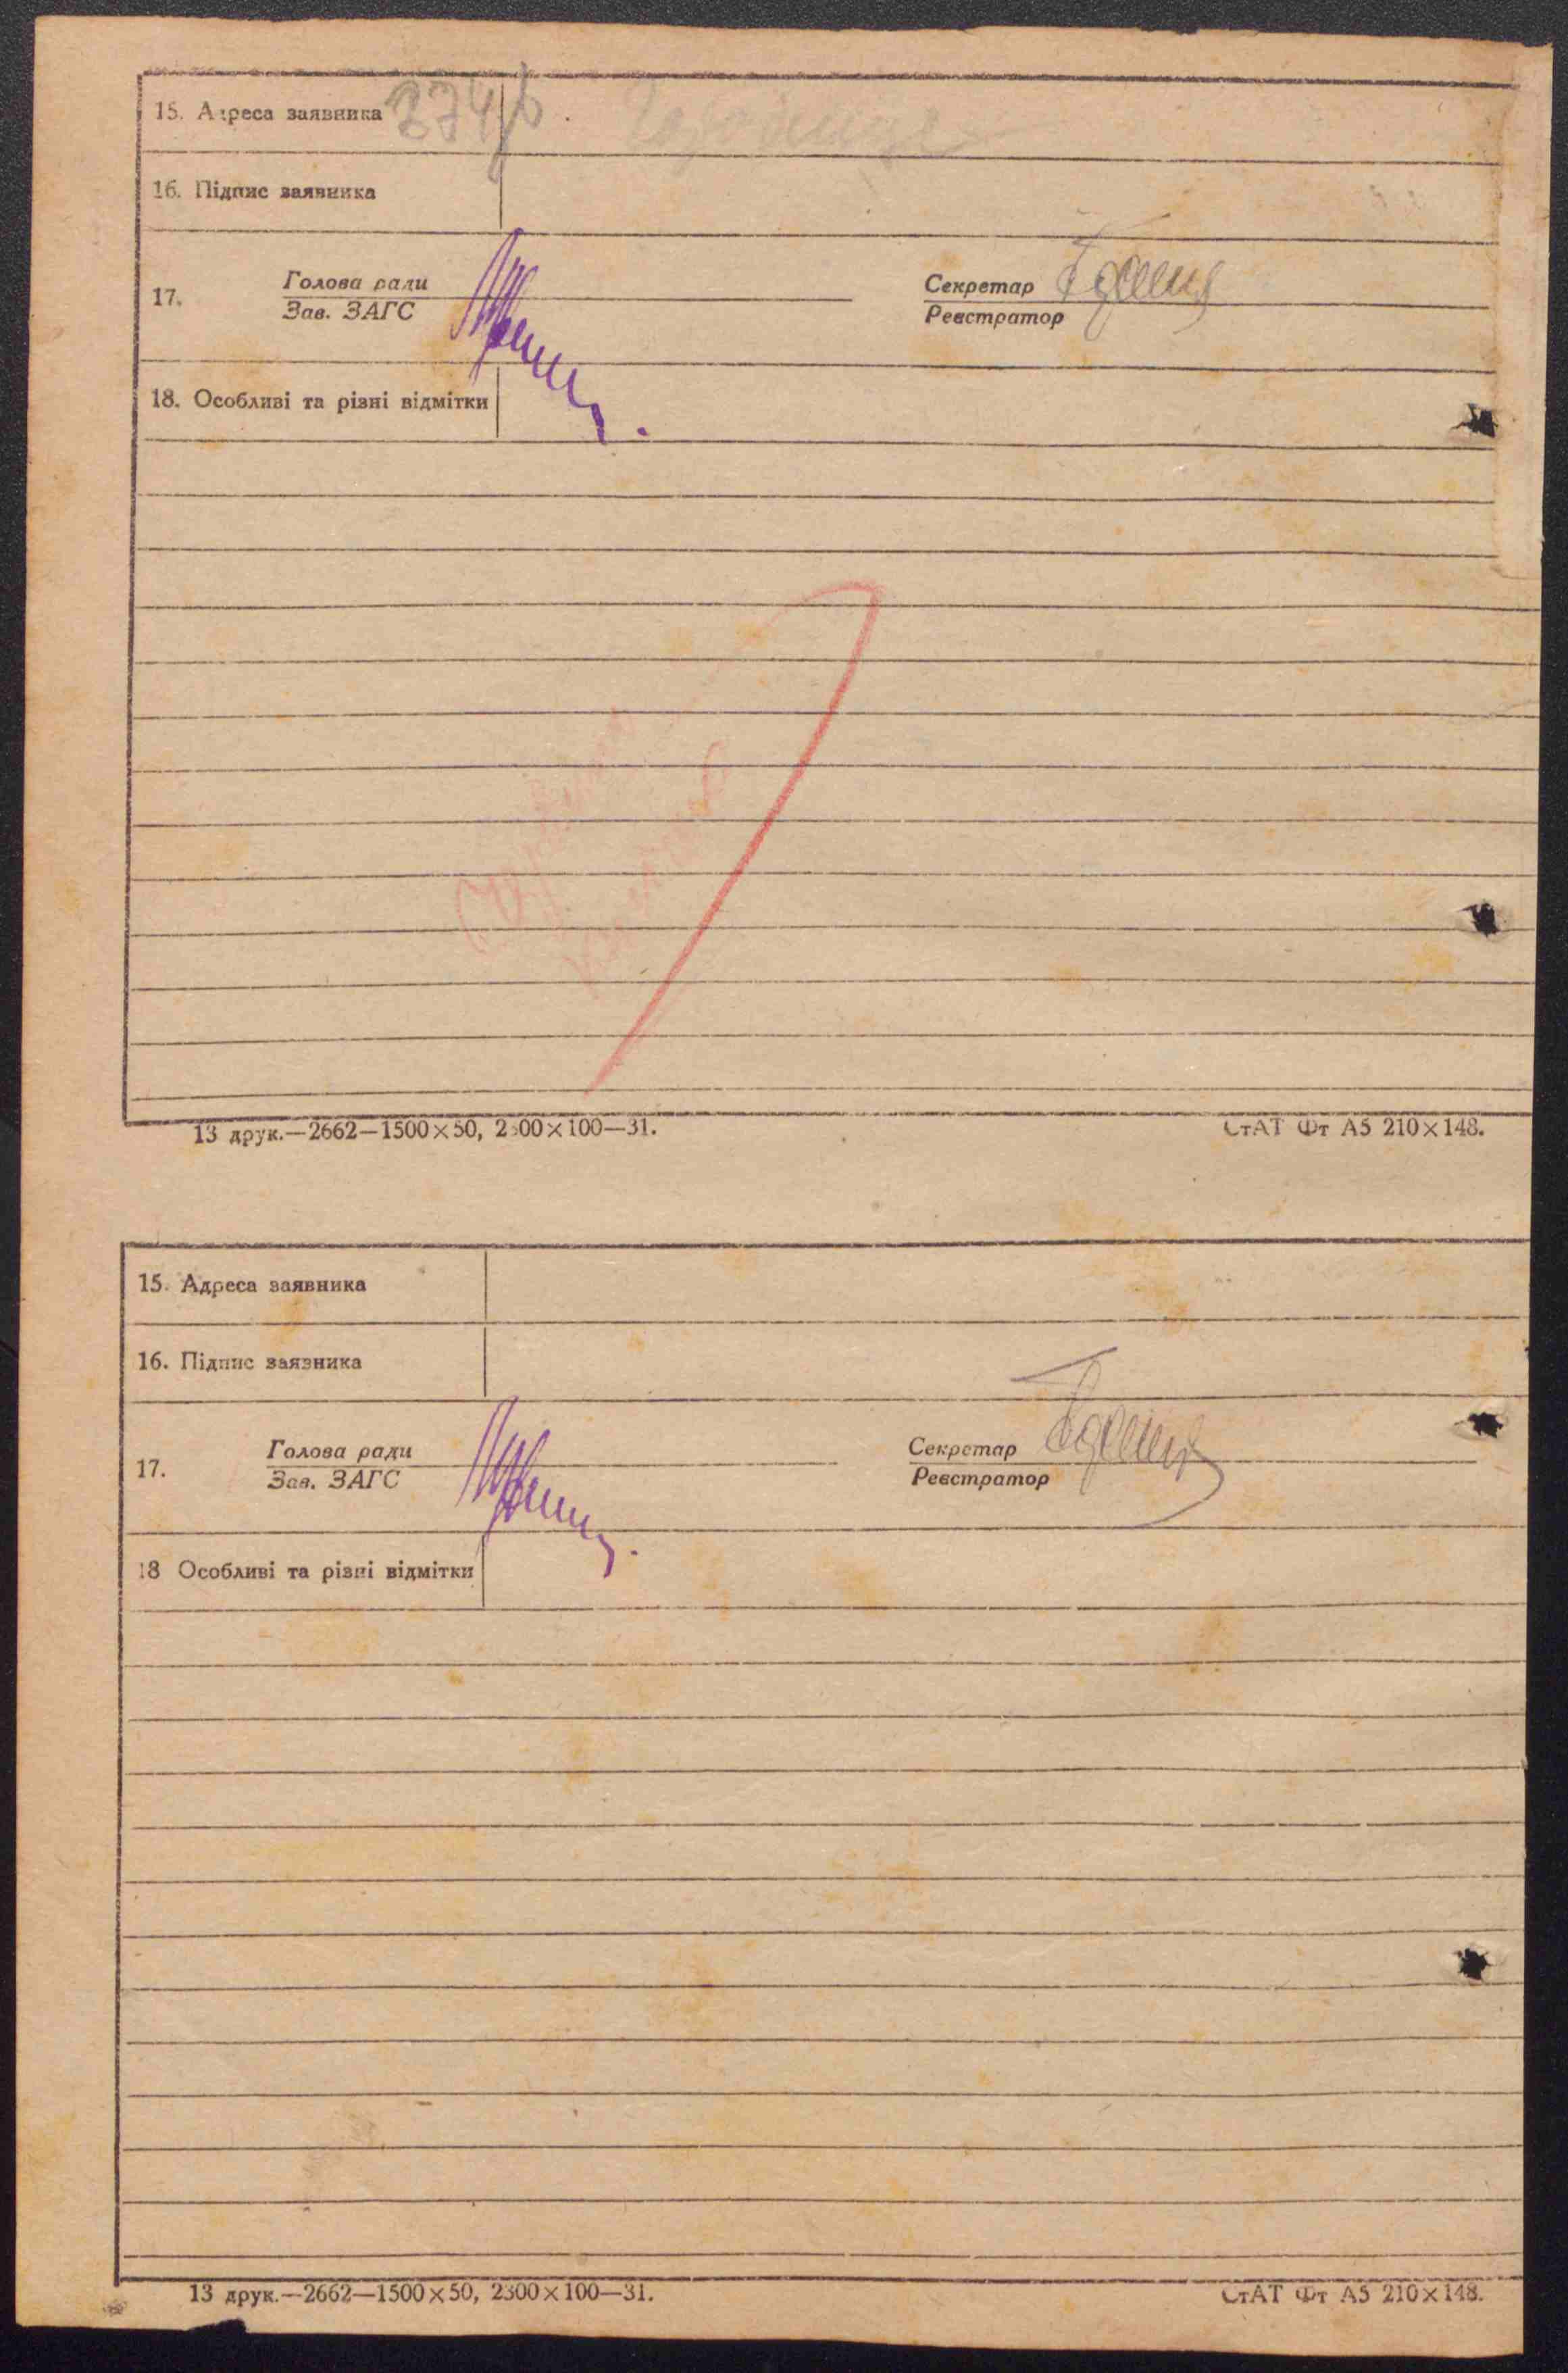 15. Адреса заявника
16. Підпис заявника
17. Голова ради Секретар
Зав. ЗАГС Реєстратор
18. Особливі та різні відмітки
13 друк.—2662—1500×50, 2300×100—31. СтАТ Фт А5 210×148.
15. Адреса заявника
16. Підпис заявника
17. Голова ради Секретар
Зав. ЗАГС Реєстратор
18 Особливі та різні відмітки
13 друк.—2662—1500×50, 2300×100—31. СтАТ Фт А5 210×148.